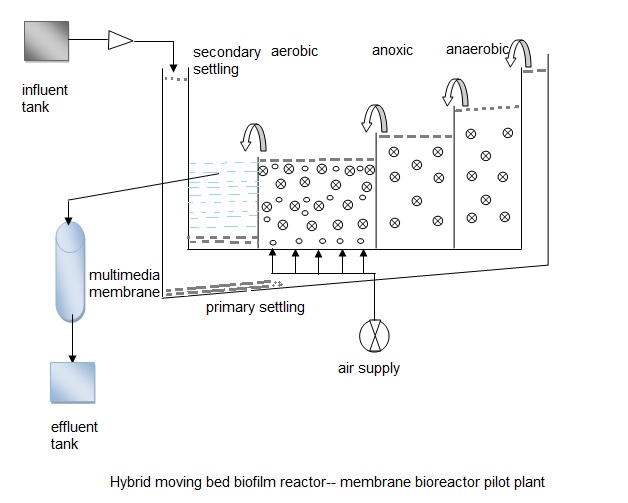 secondary
settling
aerobic
anoxic
anaerobic
influent
tank
multimedia
membrane
primary settling
air supply
effluent
tank
Hybrid moving bed biofilm reactor-- membrane bioreactor pilot plant